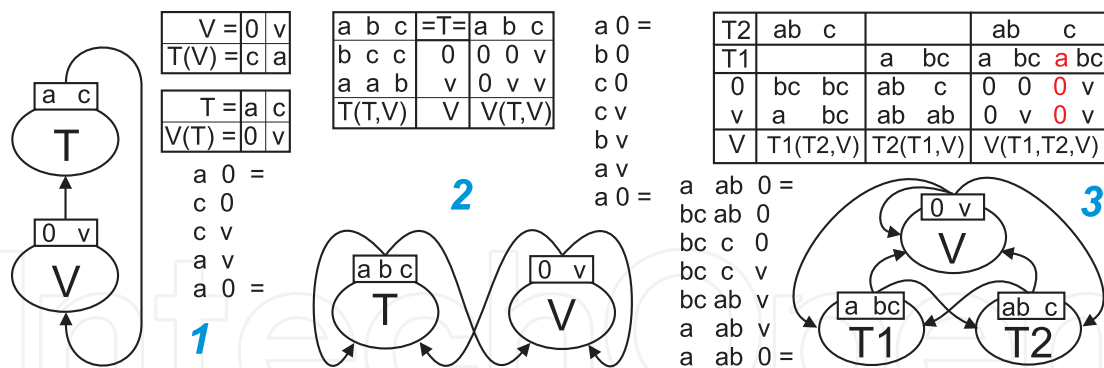 V = 0 v
T(V) = c a
T = a c
V(T) = 0 v
a 0 =
c 0
c v
a v
a 0 =
a c
T
0 v
V
1
a b c =T= a b c
b c c 0 0 0 v
a a b v 0 v v
T(T,V) V V(T,V)
a 0 =
b 0
c 0
c v
b v
a v
a 0 =
2
a b c
T
0 v
V
T2 ab c ab c
T1 a bc a bc a bc
0 bc bc ab c 0 0 0 v
v a bc ab ab 0 v 0 v
V T1(T2,V) T2(T1,V) V(T1,T2,V)
a ab 0 =
bc ab 0
bc c 0
bc c v
bc ab v
a ab v
a ab 0 =
3
0 v
V
a bc
T1
ab c
T2